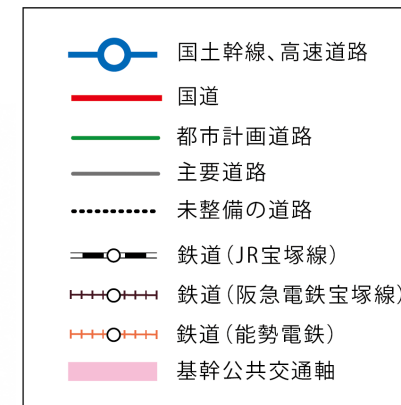 国土幹線、高速道路
国道
都市計画道路
主要道路
未整備の道路
鉄道（JR宝塚線）
鉄道（阪急電鉄宝塚線）
鉄道（能勢電鉄）
基幹公共交通軸